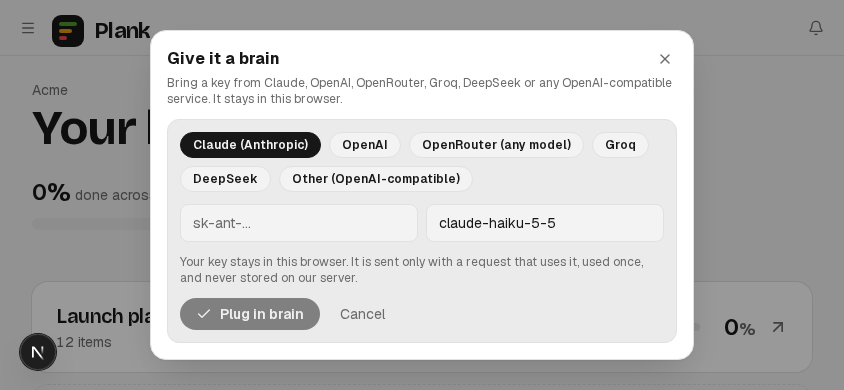 Plank
Give it a brain
Bring a key from Claude, OpenAI, OpenRouter, Groq, DeepSeek or any OpenAI-compatible
service. It stays in this browser.
Acme
Your
Claude (Anthropic) OpenAI OpenRouter (any model) Groq
DeepSeek Other (OpenAI-compatible)
0% done across
sk-ant-... claude-haiku-5-5
Your key stays in this browser. It is sent only with a request that uses it, used once,
and never stored on our server.
Plug in brain Cancel
Launch 0%
12 items
N